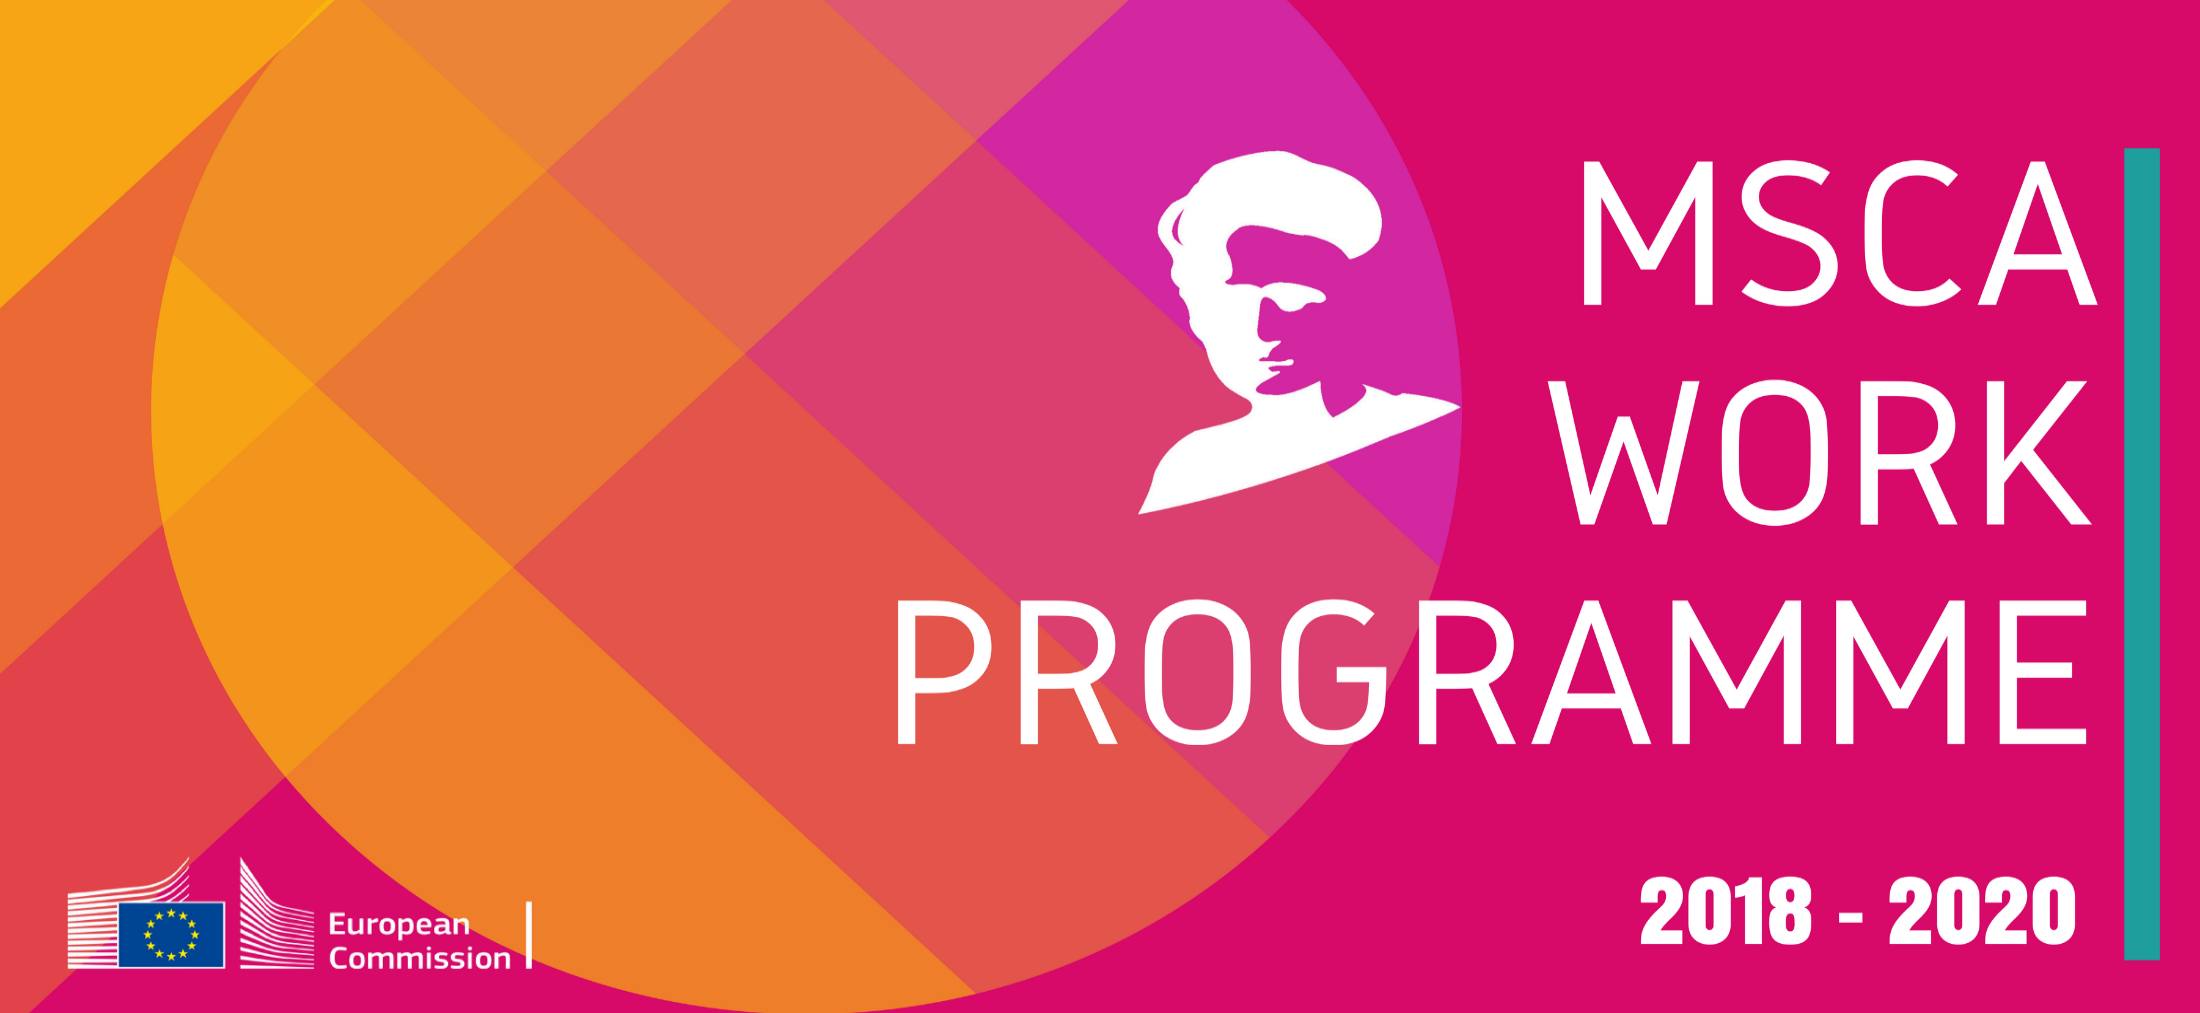 MSCA
WORK
PROGRAMME
2018 - 2020
European
Commission